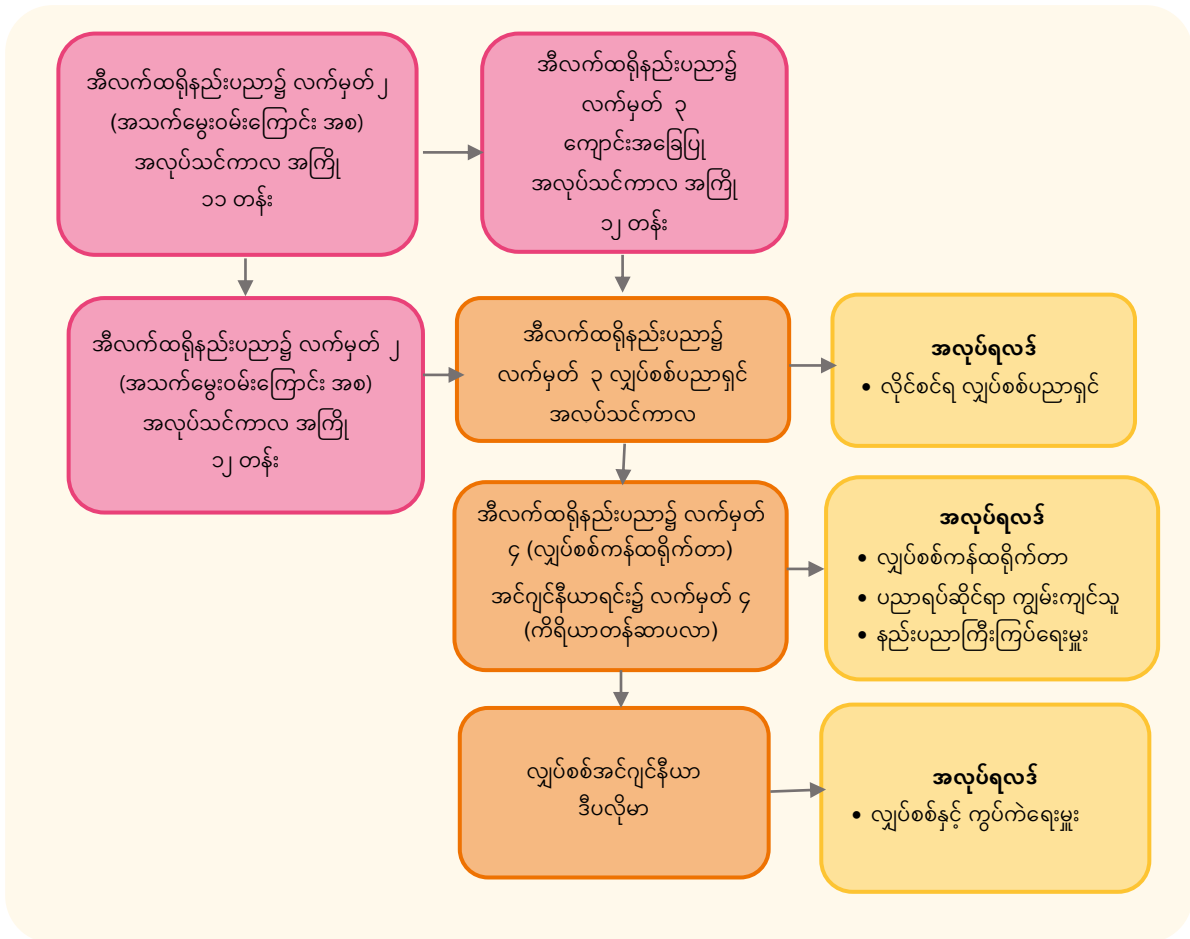 အီလက်ထရိုနည်းပညာ၌ လက်မှတ်၂
(အသက်မွေးဝမ်းကြောင်း အစ)
အလုပ်သင်ကာလ အကြို
၁၁ တန်း
အီလက်ထရိုနည်းပညာ၌
လက်မှတ် ၃
ကျောင်းအခြေပြု
အလုပ်သင်ကာလ အကြို
၁၂ တန်း
အီလက်ထရိုနည်းပညာ၌ လက်မှတ် ၂
(အသက်မွေးဝမ်းကြောင်း အစ)
အလုပ်သင်ကာလ အကြို
၁၂ တန်း
အီလက်ထရိုနည်းပညာ၌
လက်မှတ် ၃ လျှပ်စစ်ပညာရှင်
အလပ်သင်ကာလ
အလုပ်ရလဒ်
• လိုင်စင်ရ လျှပ်စစ်ပညာရှင်
အီလက်ထရိုနည်းပညာ၌ လက်မှတ်
၄ (လျှပ်စစ်ကန်ထရိုက်တာ)
အင်ဂျင်နီယာရင်း၌ လက်မှတ် ၄
(ကိရိယာတန်ဆာပလာ)
အလုပ်ရလဒ်
• လျှပ်စစ်ကန်ထရိုက်တာ
• ပညာရပ်ဆိုင်ရာ ကျွမ်းကျင်သူ
• နည်းပညာကြီးကြပ်ရေးမှူး
လျှပ်စစ်အင်ဂျင်နီယာ
ဒီပလိုမာ
အလုပ်ရလဒ်
• လျှပ်စစ်နှင့် ကွပ်ကဲရေးမှူး